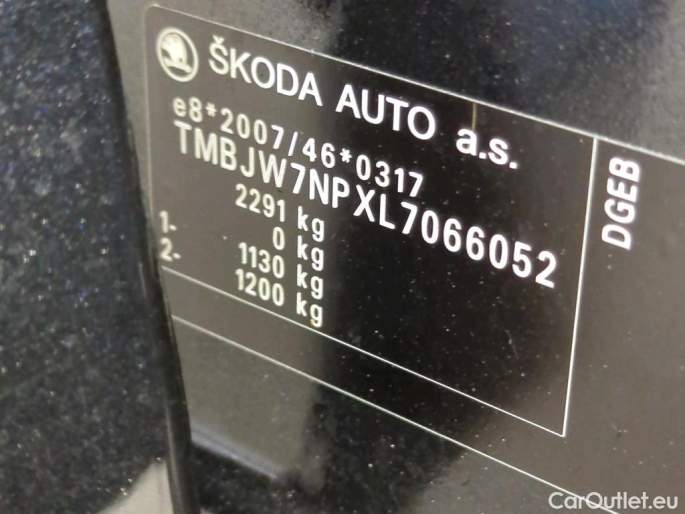 ŠKODA AUTO a.s.
e8*2007/46*0317
TMBJW7NPXL7066052
2291 kg
0 kg
1- 1130 kg
2- 1200 kg
DGEB
CarOutlet.eu